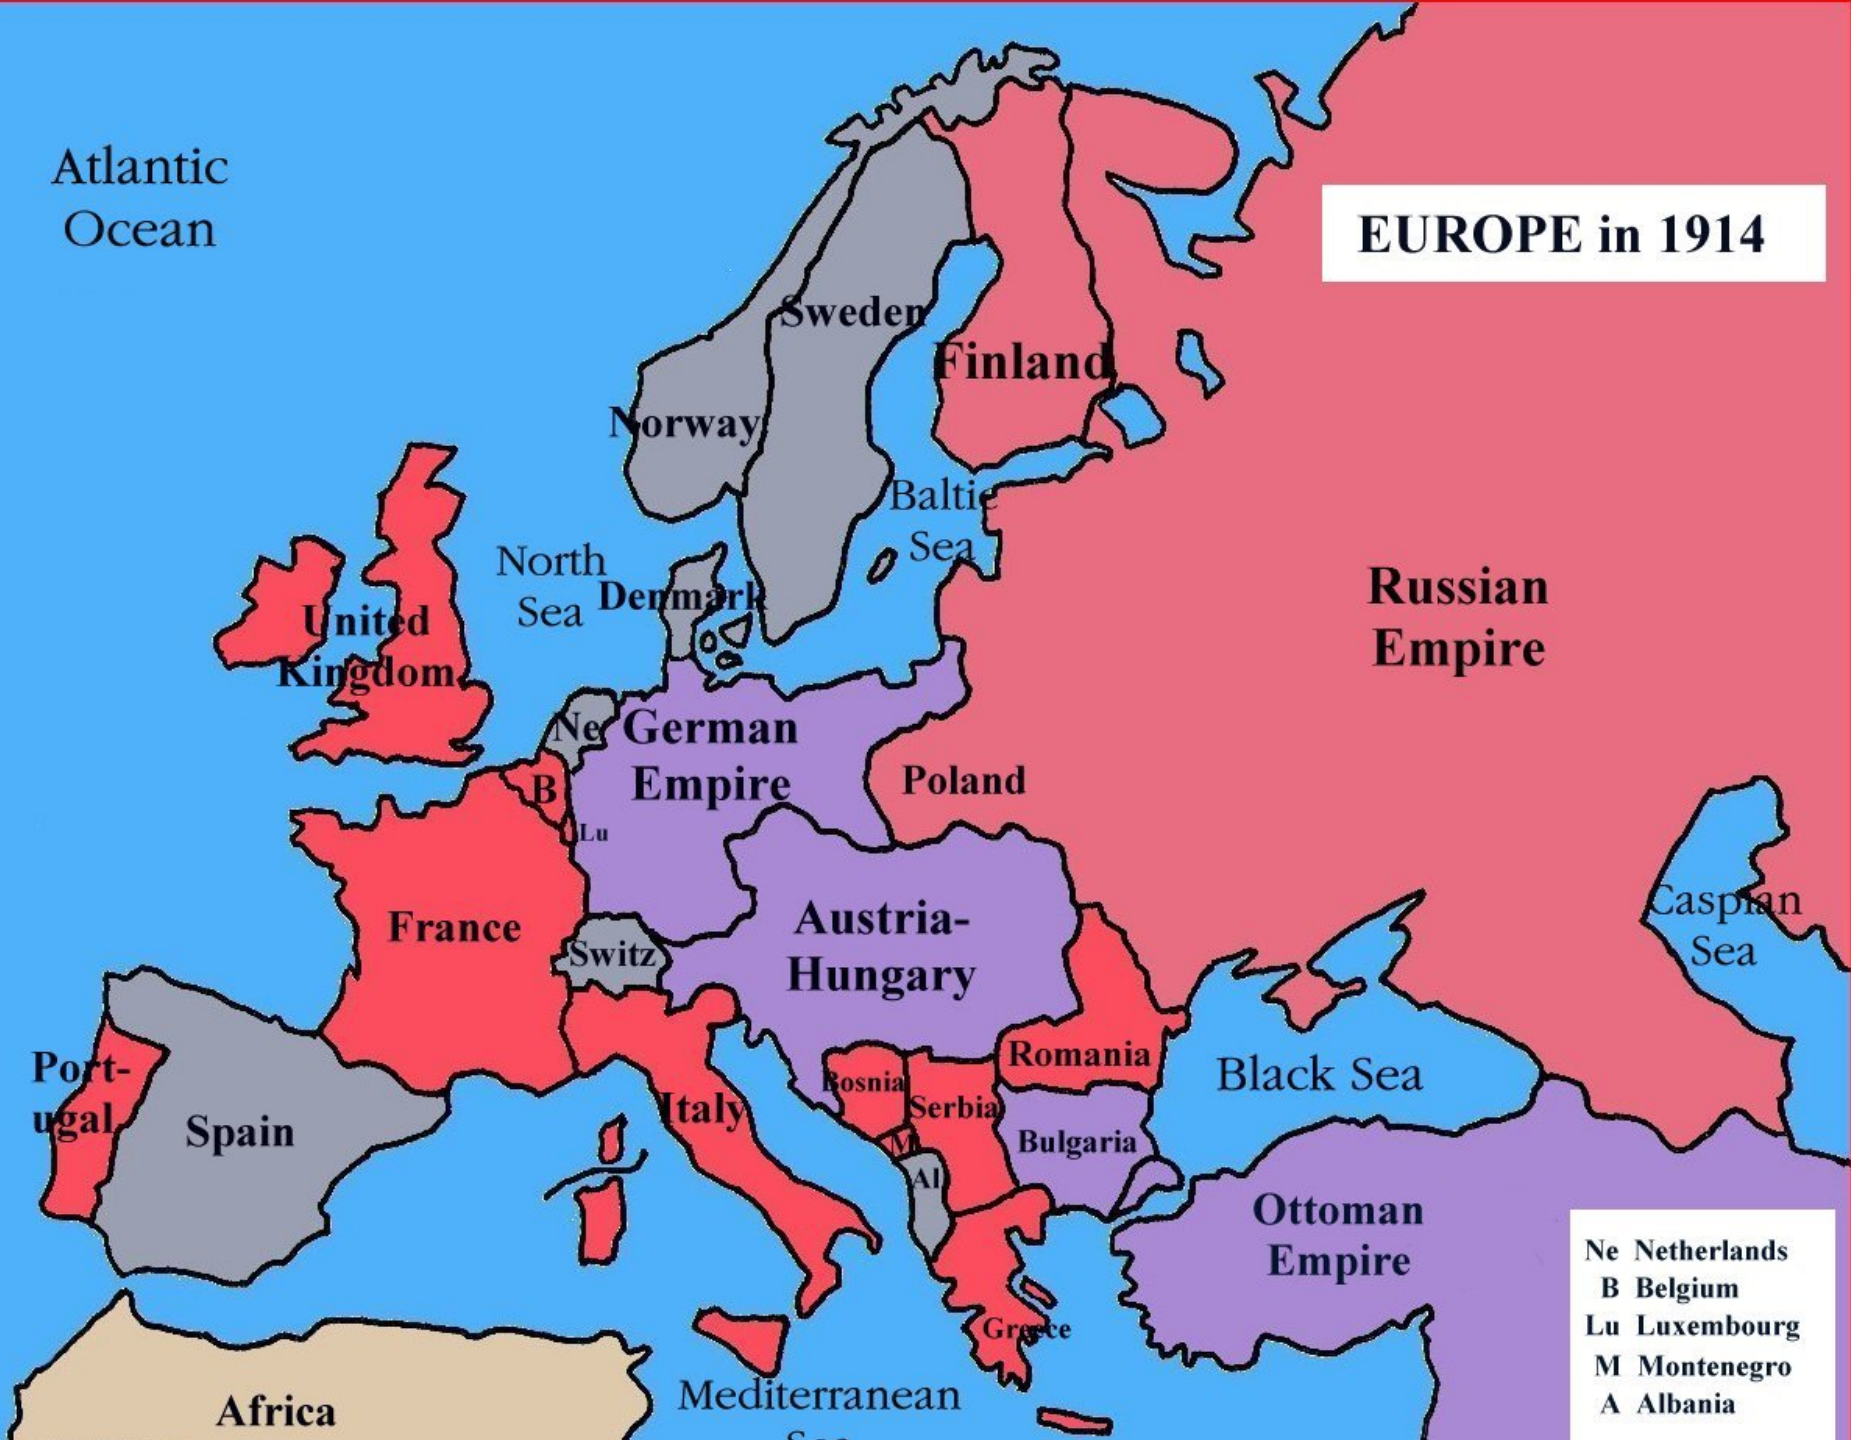 Atlantic
Ocean
EUROPE in 1914
Sweden
Finland
Norway
Baltic
Sea
North
Sea
Denmark
Russian
Empire
United
Kingdom
Ne
German
Empire
B
Poland
Lu
France
Austria-
Hungary
Switz
Caspian
Sea
Port-
ugal
Spain
Italy
Bosnia
Serbia
Romania
Black Sea
M
Bulgaria
Al
Ottoman
Empire
Greece
Ne Netherlands
B Belgium
Lu Luxembourg
M Montenegro
A Albania
Africa
Mediterranean
Sea